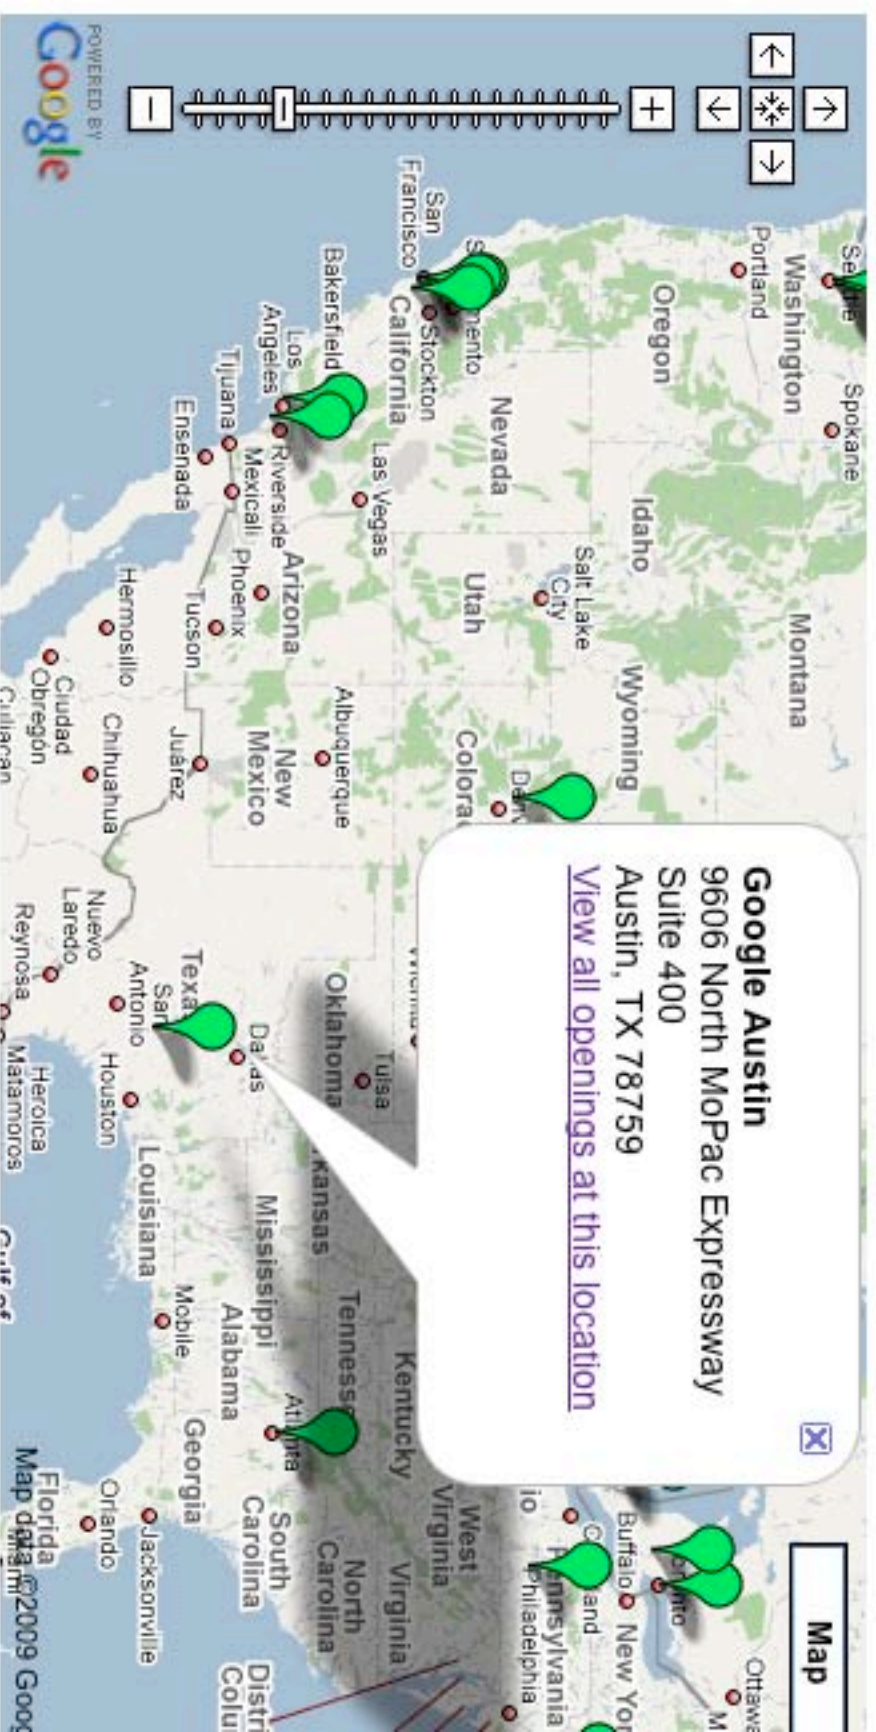 Google Austin
9606 North MoPac Expressway
Suite 400
Austin, TX 78759
View all openings at this location
Map
Washington
Spokane
Portland
Montana
Oregon
Idaho
Wyoming
Salt Lake
City
Nevada
Utah
San
Francisco
Stockton
California
Las Vegas
Bakersfield
Los
Angeles
Riverside
Tijuana
Mexicali
Ensenada
Arizona
Phoenix
Tucson
Albuquerque
New
Mexico
Hermosillo
Juárez
Ciudad
Obregón
Chihuahua
Nuevo
Laredo
Reynosa
San
Antonio
Houston
Heroica
Matamoros
Oklahoma
Tulsa
Louisiana
Mississippi
Alabama
Mobile
Georgia
Kentucky
West
Virginia
Virginia
North
Carolina
South
Carolina
Jacksonville
Orlando
Florida
Buffalo
Philadelphia
POWERED BY
Google
Map data ©2009